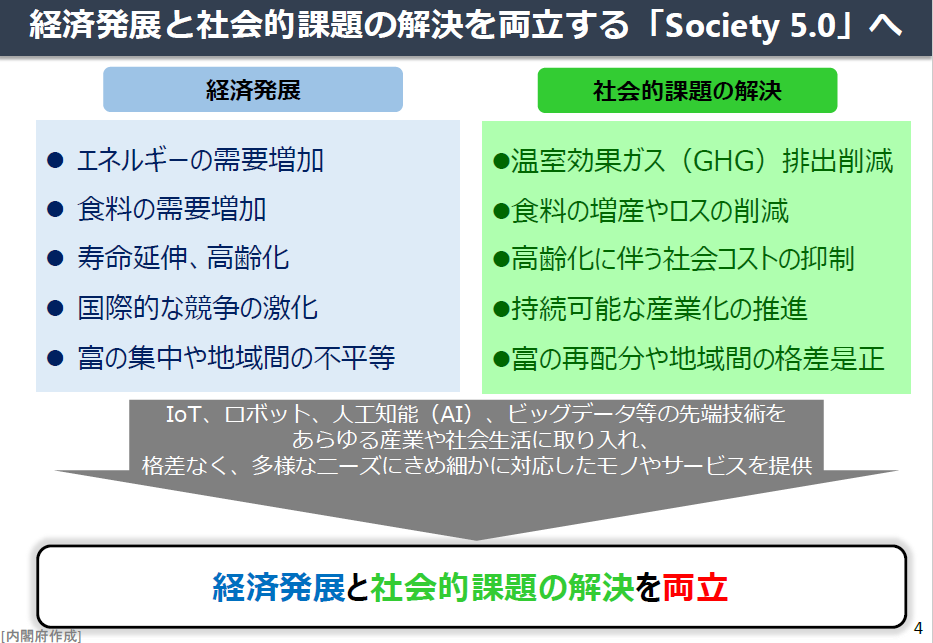 経済発展と社会的課題の解決を両立する「Society 5.0」へ
経済発展
● エネルギーの需要増加
● 食料の需要増加
● 寿命延伸、高齢化
● 国際的な競争の激化
● 富の集中や地域間の不平等
社会的課題の解決
●温室効果ガス（GHG）排出削減
●食料の増産やロスの削減
●高齢化に伴う社会コストの抑制
●持続可能な産業化の推進
●富の再配分や地域間の格差是正
IoT、ロボット、人工知能（AI）、ビッグデータ等の先端技術を
あらゆる産業や社会生活に取り入れ、
格差なく、多様なニーズにきめ細かに対応したモノやサービスを提供
経済発展と社会的課題の解決を両立
[内閣府作成]
4